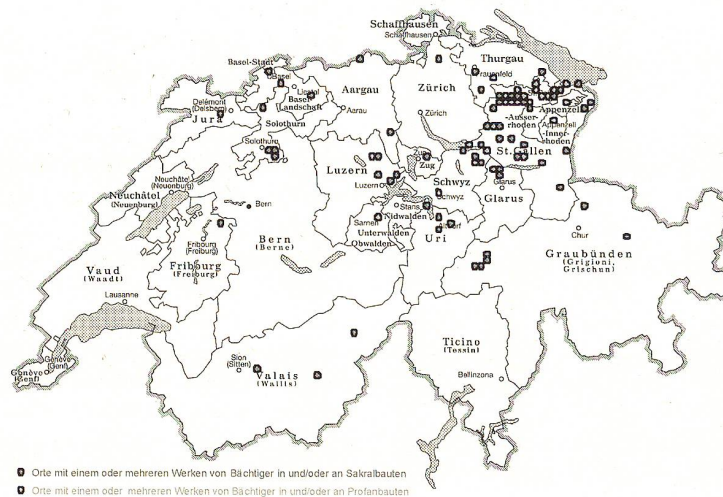 Schaffhausen
Schaffhausen
Thurgau
Frauenfeld
Basel-Stadt
Basel
Liestal
Basel-
Landschaft
Aargau
Aarau
Zürich
Zürich
Delémont
(Delsberg)
Jura
Solothurn
Solothurn
Appenzell
-Ausser-
rhoden
Appenzell
-Inner-
rhoden
St.Gallen
Luzern
Luzern
Zug
Schwyz
Schwyz
Glarus
Glarus
Neuchâtel
(Neuenburg)
Neuchâtel
(Neuenburg)
Bern
Stans
Nidwalden
Sarnen
Unterwalden
Obwalden
Altdorf
Uri
Bern
(Berne)
Chur
Graubünden
(Grigioni,
Grischun)
Fribourg
(Freiburg)
Fribourg
(Freiburg)
Vaud
(Waadt)
Lausanne
Ticino
(Tessin)
Bellinzona
Genève
(Genf)
Genève
(Genf)
Sion
(Sitten)
Valais
(Wallis)
Orte mit einem oder mehreren Werken von Bächtiger in und/oder an Sakralbauten
Orte mit einem oder mehreren Werken von Bächtiger in und/oder an Profanbauten